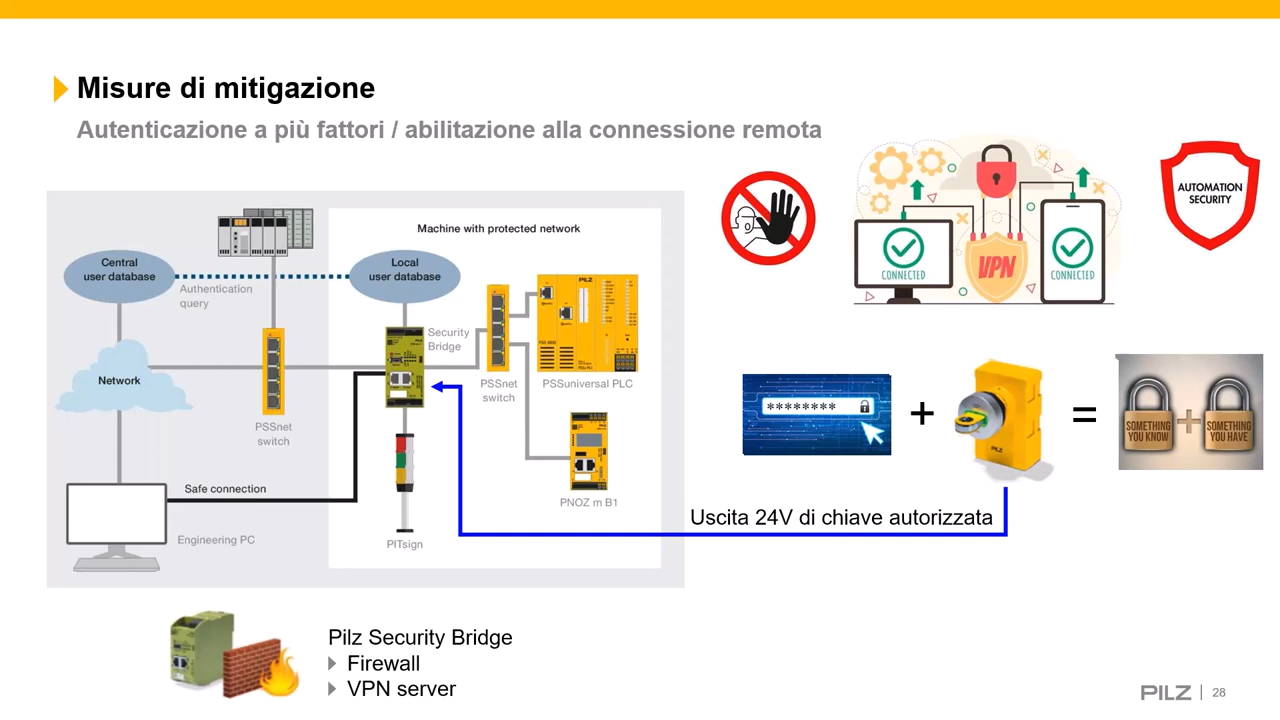 Misure di mitigazione
Autenticazione a più fattori / abilitazione alla connessione remota
AUTOMATION
SECURITY
CONNECTED
VPN
CONNECTED
Machine with protected network
Central
user database
Authentication
query
Local
user database
Security
Bridge
PILZ
Network
PSSnet
switch
PSSnet
switch
PSSuniversal PLC
Safe connection
PNOZ m B1
Engineering PC
PITsign
********
+
PILZ
=
SOMETHING
YOU KNOW
+
SOMETHING
YOU HAVE
Uscita 24V di chiave autorizzata
Pilz Security Bridge
Firewall
VPN server
PILZ | 28